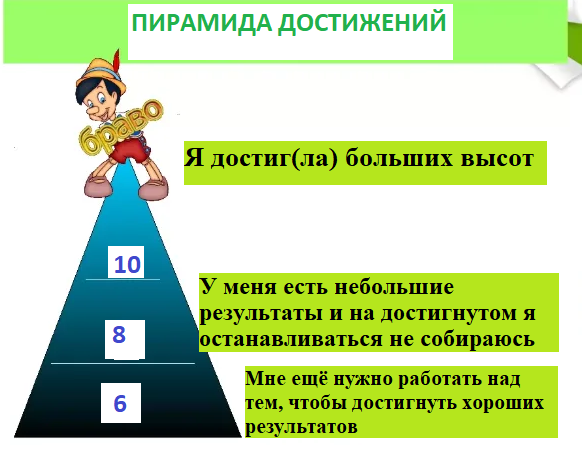 ПИРАМИДА ДОСТИЖЕНИЙ
браво
Я достиг(ла) больших высот
10
У меня есть небольшие
результаты и на достигнутом я
останавливаться не собираюсь
8
Мне ещё нужно работать над
тем, чтобы достигнуть хороших
результатов
6